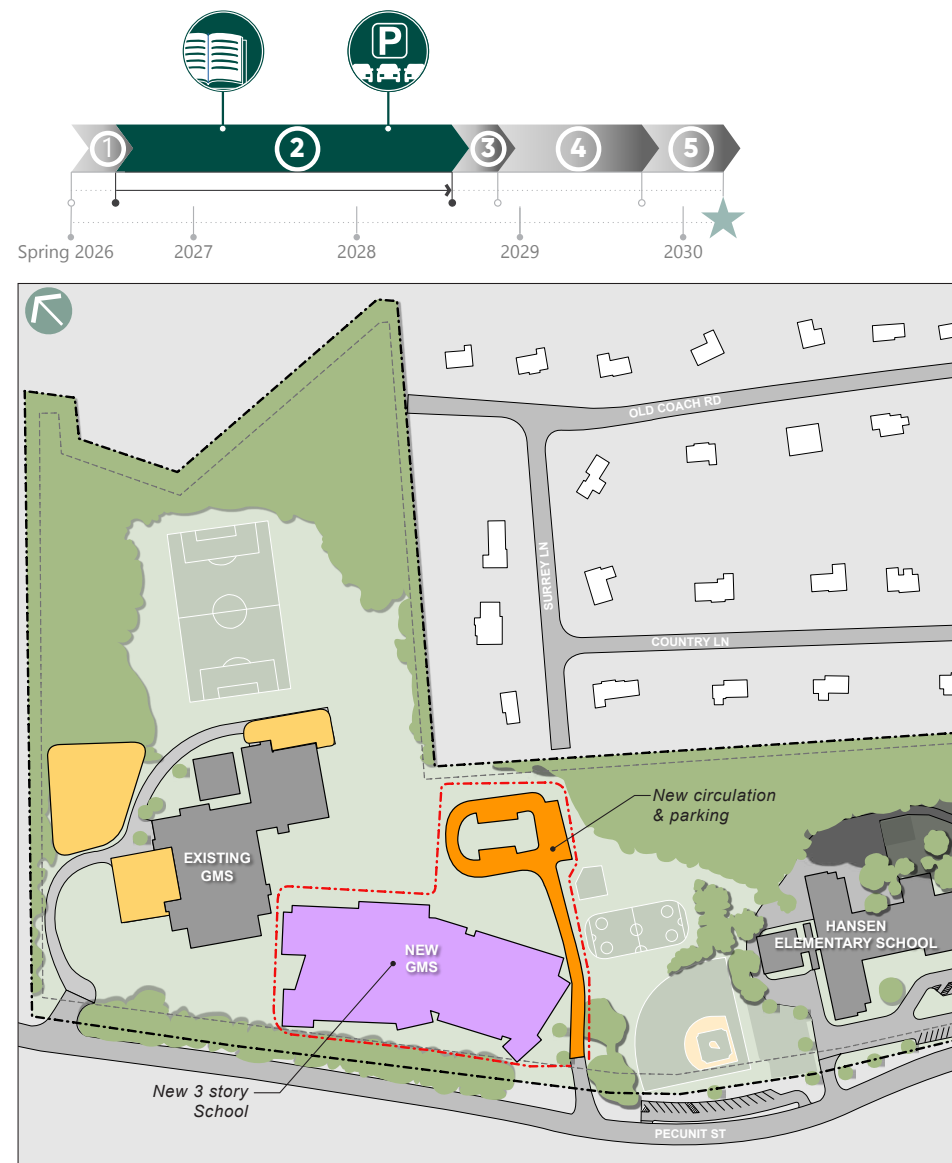 P
1
2
3
4
5
Spring 2026
2027
2028
2029
2030
OLD COACH RD
SURREY LN
COUNTRY LN
New circulation
& parking
EXISTING
GMS
NEW
GMS
HANSEN
ELEMENTARY SCHOOL
New 3 story
School
PECUNIT ST